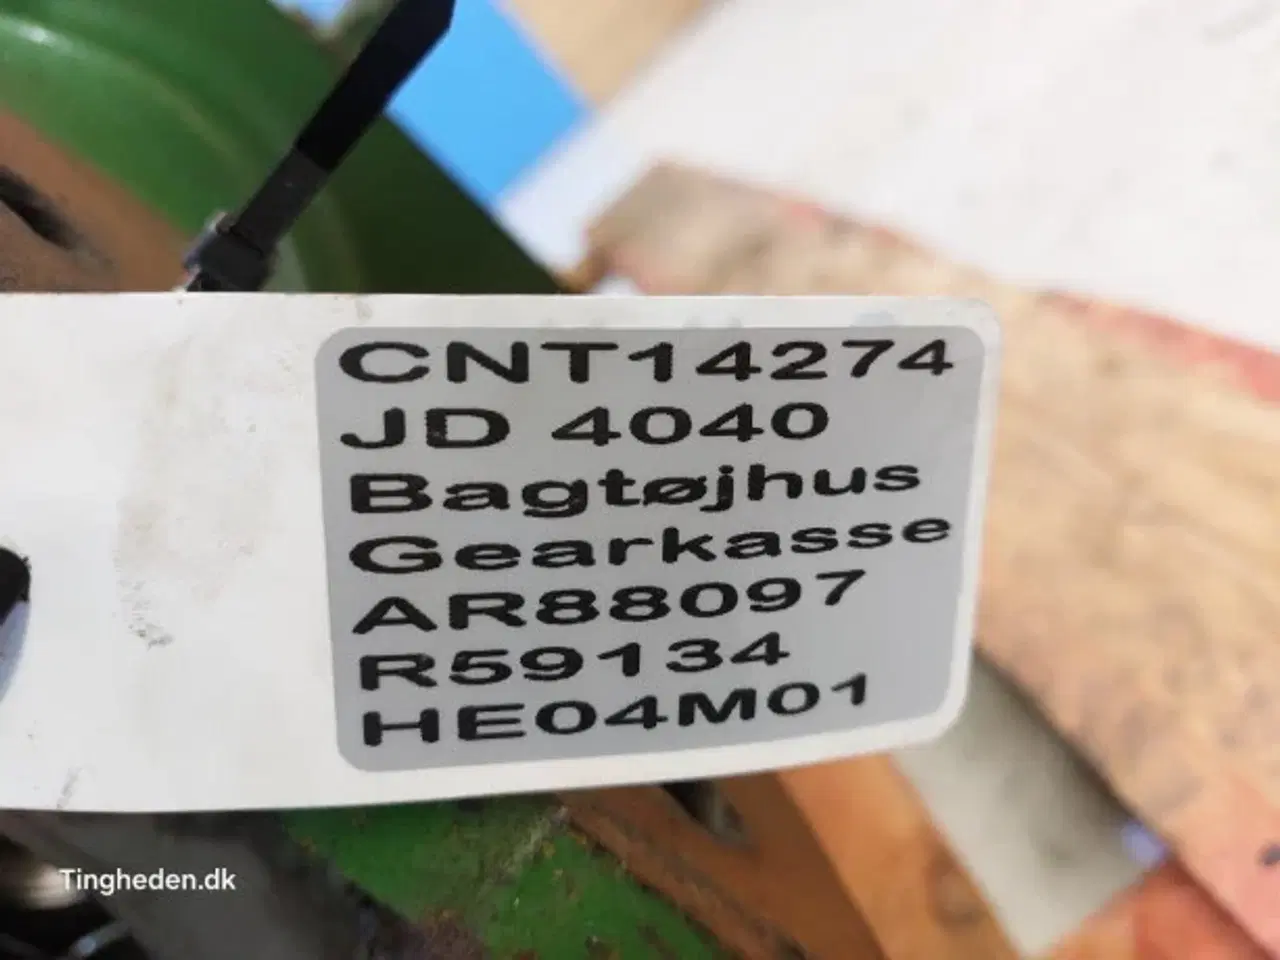 CNT14274
JD 4040
Bagtøjhus
Gearkasse
AR88097
R59134
HE04M01
Tingheden.dk